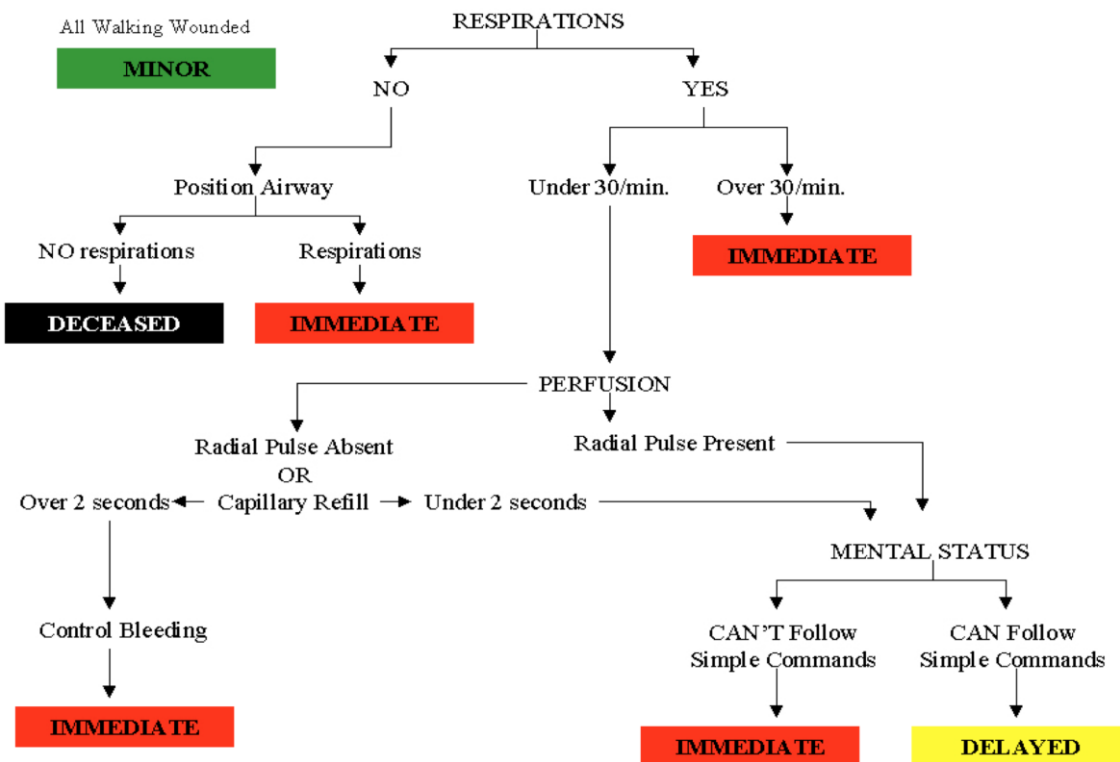 All Walking Wounded
MINOR
RESPIRATIONS
NO
YES
Position Airway
Under 30/min.
Over 30/min.
NO respirations
Respirations
IMMEDIATE
DECEASED
IMMEDIATE
PERFUSION
Radial Pulse Absent
OR
Radial Pulse Present
Over 2 seconds
Capillary Refill
Under 2 seconds
MENTAL STATUS
Control Bleeding
CAN'T Follow
Simple Commands
CAN Follow
Simple Commands
IMMEDIATE
IMMEDIATE
DELAYED